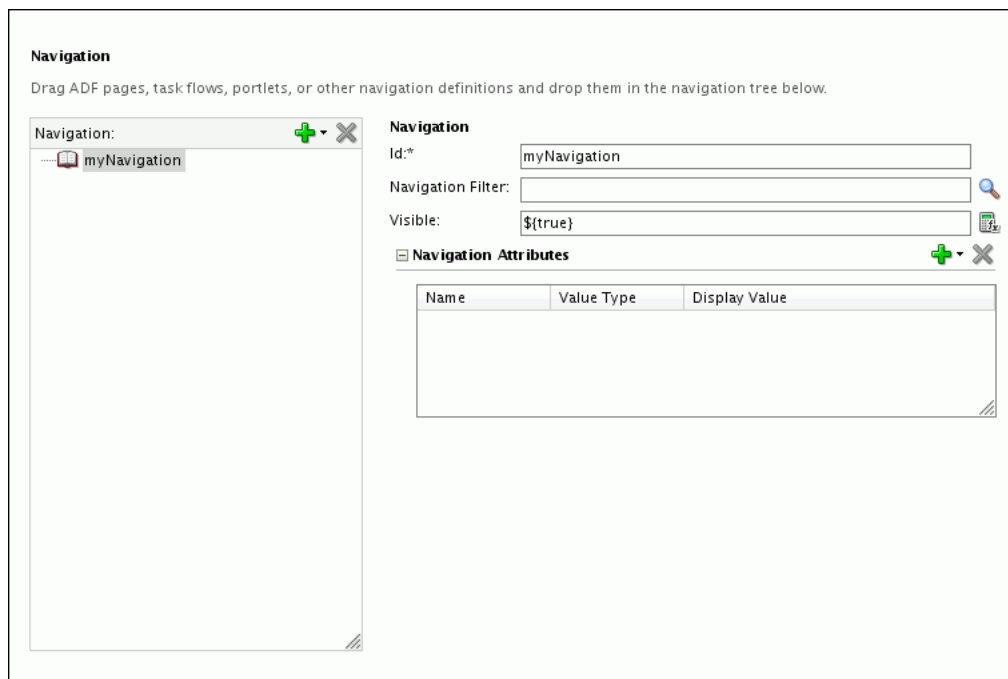 Navigation
Drag ADF pages, task flows, portlets, or other navigation definitions and drop them in the navigation tree below.
Navigation:
myNavigation
Navigation
Id:*
myNavigation
Navigation Filter:
Visible:
${true}
Navigation Attributes
Name
Value Type
Display Value